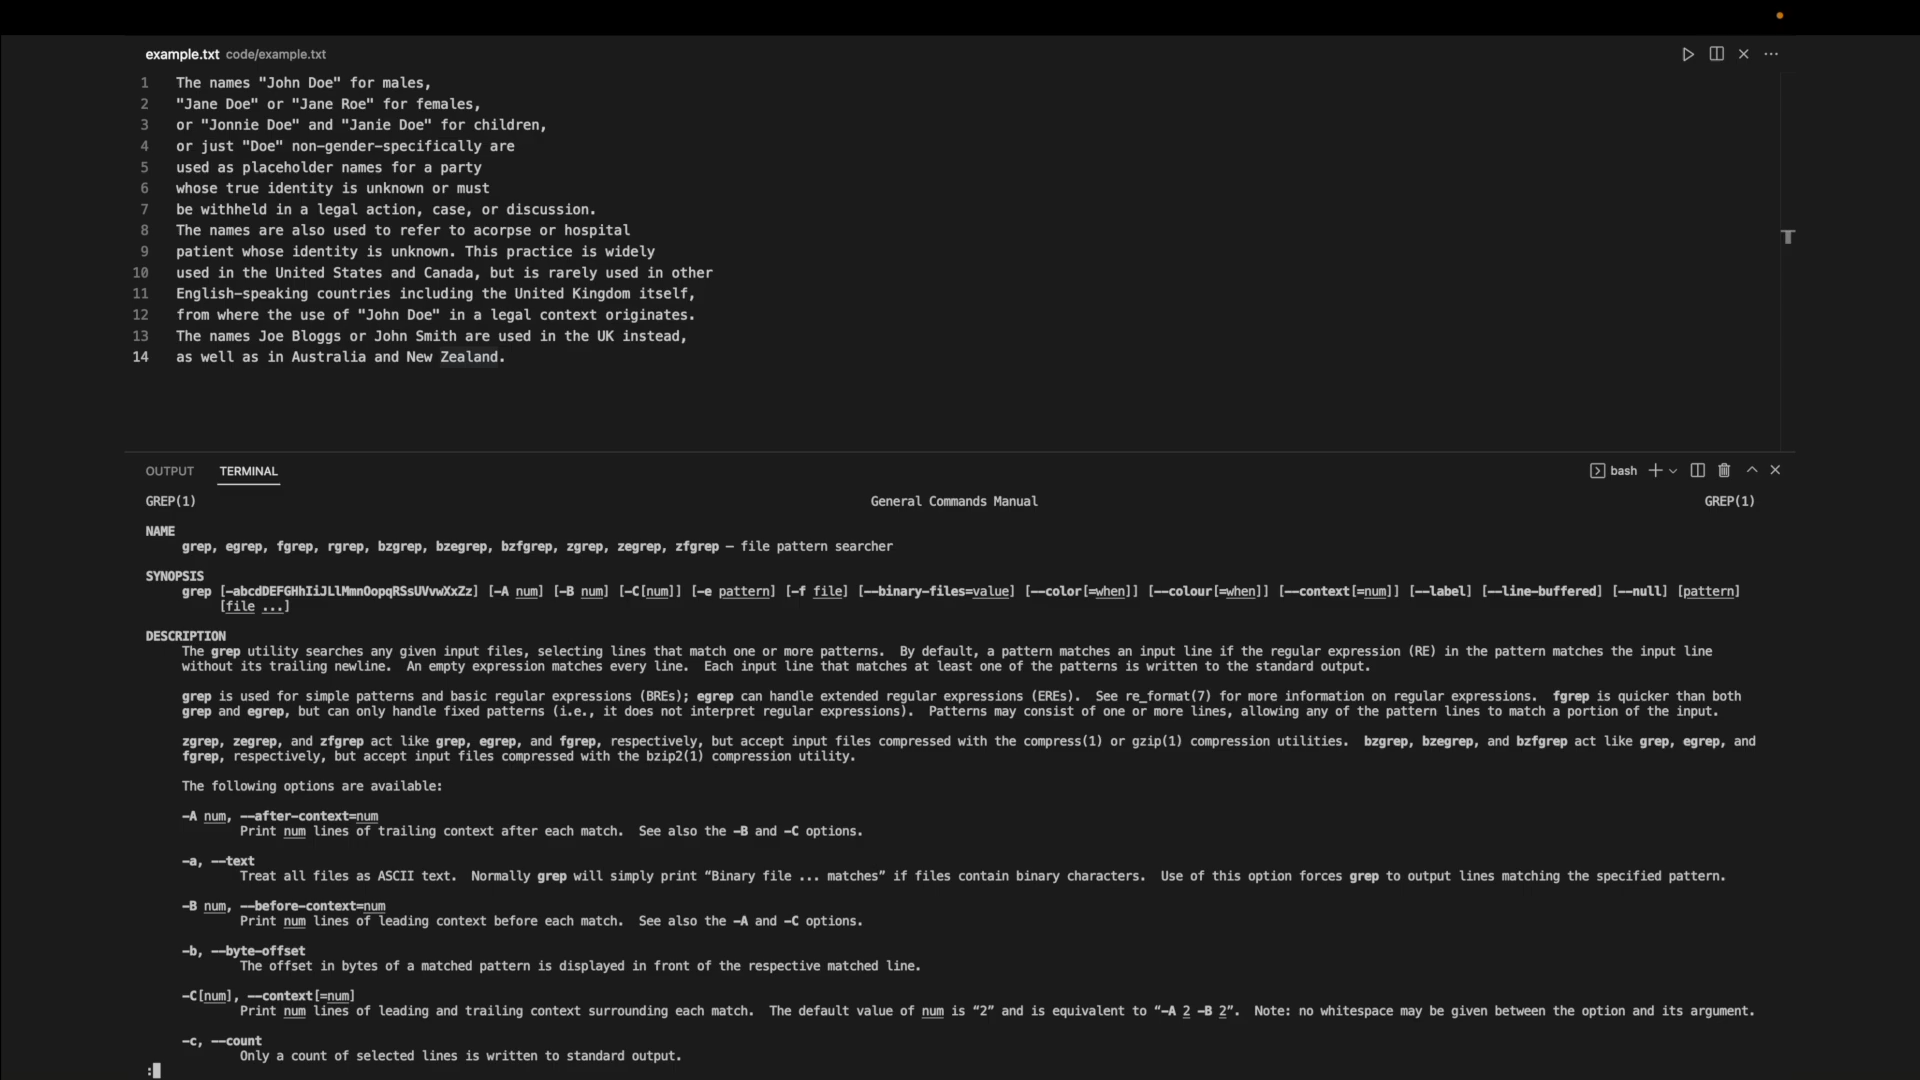 example.txt code/example.txt
1 The names "John Doe" for males,
2 "Jane Doe" or "Jane Roe" for females,
3 or "Jonnie Doe" and "Janie Doe" for children,
4 or just "Doe" non-gender-specifically are
5 used as placeholder names for a party
6 whose true identity is unknown or must
7 be withheld in a legal action, case, or discussion.
8 The names are also used to refer to acorpse or hospital
9 patient whose identity is unknown. This practice is widely
10 used in the United States and Canada, but is rarely used in other
11 English-speaking countries including the United Kingdom itself,
12 from where the use of "John Doe" in a legal context originates.
13 The names Joe Bloggs or John Smith are used in the UK instead,
14 as well as in Australia and New Zealand.
OUTPUT TERMINAL bash
GREP(1) General Commands Manual GREP(1)
NAME
grep, egrep, fgrep, rgrep, bzgrep, bzegrep, bzfgrep, zgrep, zegrep, zfgrep – file pattern searcher
SYNOPSIS
grep [-abcdDEFGHhIiJLlMmnOopqRSsUVvwXxZz] [-A num] [-B num] [-C[num]] [-e pattern] [-f file] [--binary-files=value] [--color[=when]] [--colour[=when]] [--context[=num]] [--label] [--line-buffered] [--null] [pattern]
[file ...]
DESCRIPTION
The grep utility searches any given input files, selecting lines that match one or more patterns. By default, a pattern matches an input line if the regular expression (RE) in the pattern matches the input line
without its trailing newline. An empty expression matches every line. Each input line that matches at least one of the patterns is written to the standard output.
grep is used for simple patterns and basic regular expressions (BREs); egrep can handle extended regular expressions (EREs). See re_format(7) for more information on regular expressions. fgrep is quicker than both
grep and egrep, but can only handle fixed patterns (i.e., it does not interpret regular expressions). Patterns may consist of one or more lines, allowing any of the pattern lines to match a portion of the input.
zgrep, zegrep, and zfgrep act like grep, egrep, and fgrep, respectively, but accept input files compressed with the compress(1) or gzip(1) compression utilities. bzgrep, bzegrep, and bzfgrep act like grep, egrep, and
fgrep, respectively, but accept input files compressed with the bzip2(1) compression utility.
The following options are available:
-A num, --after-context=num
Print num lines of trailing context after each match. See also the -B and -C options.
-a, --text
Treat all files as ASCII text. Normally grep will simply print “Binary file ... matches” if files contain binary characters. Use of this option forces grep to output lines matching the specified pattern.
-B num, --before-context=num
Print num lines of leading context before each match. See also the -A and -C options.
-b, --byte-offset
The offset in bytes of a matched pattern is displayed in front of the respective matched line.
-C[num], --context[=num]
Print num lines of leading and trailing context surrounding each match. The default value of num is “2” and is equivalent to “-A 2 -B 2”. Note: no whitespace may be given between the option and its argument.
-c, --count
Only a count of selected lines is written to standard output.
: